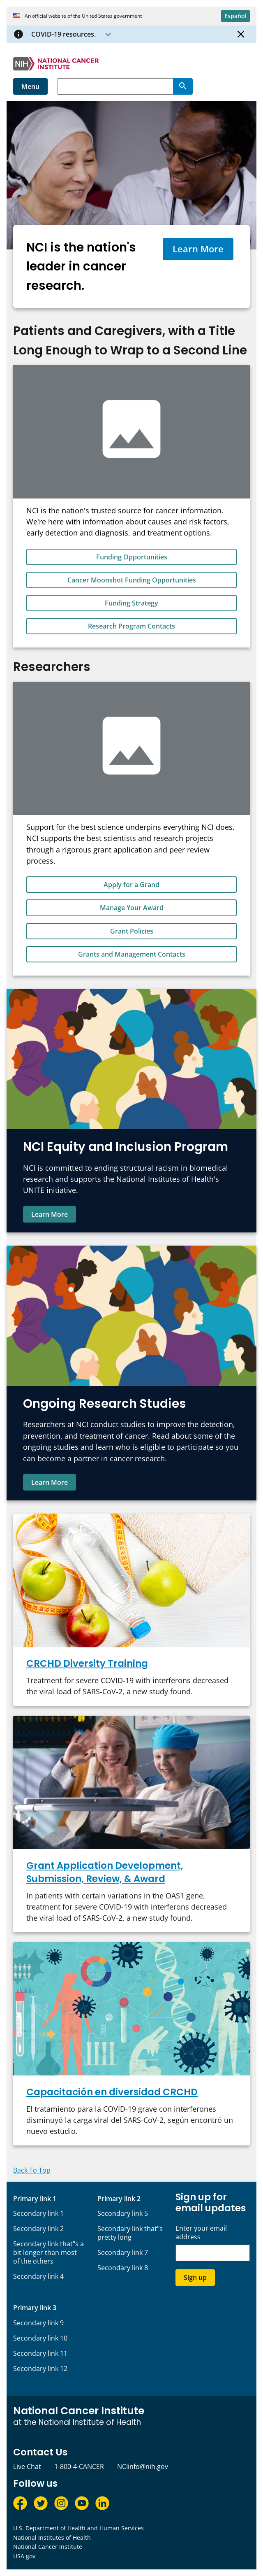 An official website of the United States government
Español
COVID-19 resources.
NIH NATIONAL CANCER
INSTITUTE
Menu
NCI is the nation's
leader in cancer
research.
Learn More
Patients and Caregivers, with a Title
Long Enough to Wrap to a Second Line
NCI is the nation's trusted source for cancer information.
We're here with information about causes and risk factors,
early detection and diagnosis, and treatment options.
Funding Opportunities
Cancer Moonshot Funding Opportunities
Funding Strategy
Research Program Contacts
Researchers
Support for the best science underpins everything NCI does.
NCI supports the best scientists and research projects
through a rigorous grant application and peer review
process.
Apply for a Grand
Manage Your Award
Grant Policies
Grants and Management Contacts
NCI Equity and Inclusion Program
NCI is committed to ending structural racism in biomedical
research and supports the National Institutes of Health's
UNITE initiative.
Learn More
Ongoing Research Studies
Researchers at NCI conduct studies to improve the detection,
prevention, and treatment of cancer. Read about some of the
ongoing studies and learn who is eligible to participate so you
can become a partner in cancer research.
Learn More
CRCHD Diversity Training
Treatment for severe COVID-19 with interferons decreased
the viral load of SARS-CoV-2, a new study found.
Grant Application Development,
Submission, Review, & Award
In patients with certain variations in the OAS1 gene,
treatment for severe COVID-19 with interferons decreased
the viral load of SARS-CoV-2, a new study found.
Capacitación en diversidad CRCHD
El tratamiento para la COVID-19 grave con interferones
disminuyó la carga viral del SARS-CoV-2, según encontró un
nuevo estudio.
Back To Top
Primary link 1
Secondary link 1
Secondary link 2
Secondary link that"s a
bit longer than most
of the others
Secondary link 4
Primary link 2
Secondary link 5
Secondary link that"s
pretty long
Secondary link 7
Secondary link 8
Sign up for
email updates
Enter your email
address
Sign up
Primary link 3
Secondary link 9
Secondary link 10
Secondary link 11
Secondary link 12
National Cancer Institute
at the National Institute of Health
Contact Us
Live Chat
1-800-4-CANCER
NCIinfo@nih.gov
Follow us
U.S. Department of Health and Human Services
National Institutes of Health
National Cancer Institute
USA.gov